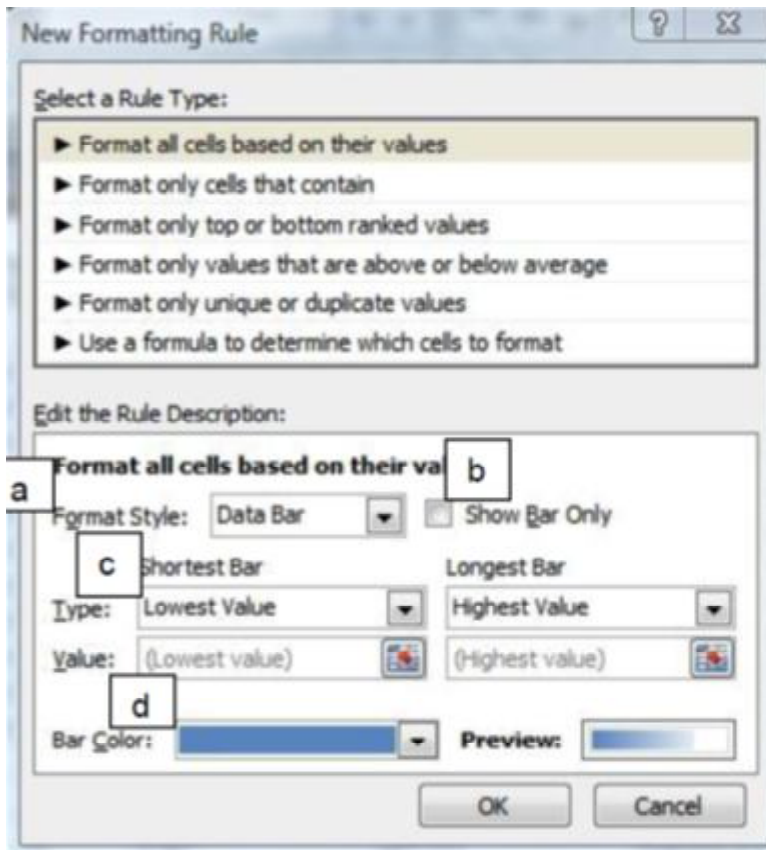 New Formatting Rule
Select a Rule Type:
► Format all cells based on their values
► Format only cells that contain
► Format only top or bottom ranked values
► Format only values that are above or below average
► Format only unique or duplicate values
► Use a formula to determine which cells to format
Edit the Rule Description:
Format all cells based on their val
b
a
Format Style: Data Bar Show Bar Only
c
Shortest Bar Longest Bar
Type: Lowest Value Highest Value
Value: (Lowest value) (Highest value)
d
Bar Color: Preview:
OK Cancel